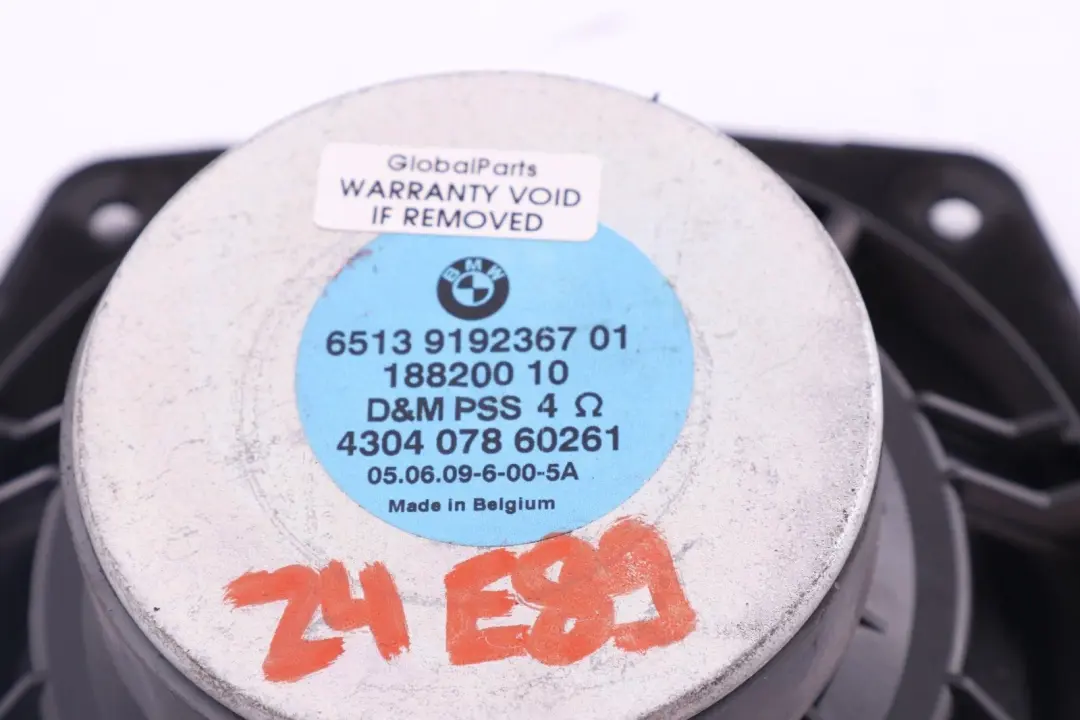 GlobalParts
WARRANTY VOID
IF REMOVED
BMW
6513 9192367 01
188200 10
D&M PSS 4 Ω
4304 078 60261
05.06.09-6-00-5A
Made in Belgium
Z4 E89